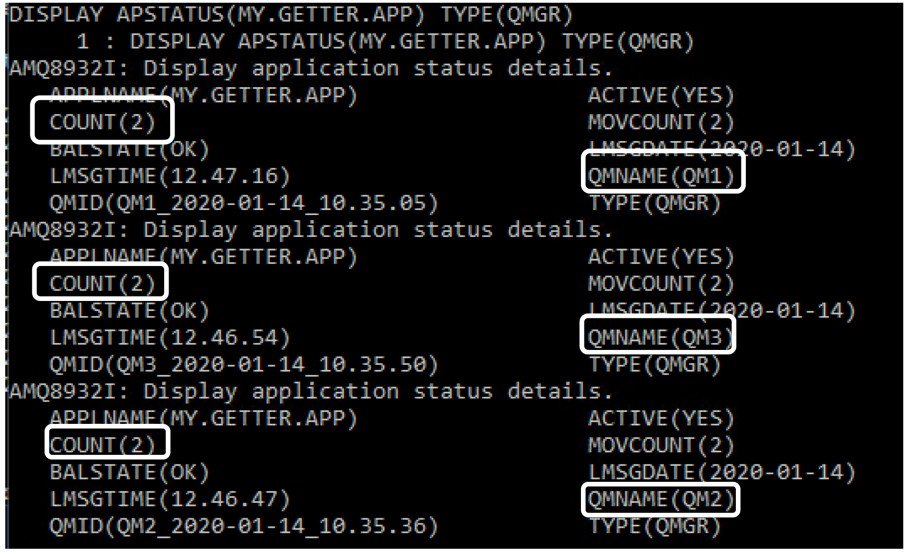 DISPLAY APSTATUS(MY.GETTER.APP) TYPE(QMGR)
1 : DISPLAY APSTATUS(MY.GETTER.APP) TYPE(QMGR)
AMQ8932I: Display application status details.
APPLNAME(MY.GETTER.APP) ACTIVE(YES)
COUNT(2) MOVCOUNT(2)
BALSTATE(OK) LMSGDATE(2020-01-14)
LMSGTIME(12.47.16) QMNAME(QM1)
QMID(QM1_2020-01-14_10.35.05) TYPE(QMGR)
AMQ8932I: Display application status details.
APPLNAME(MY.GETTER.APP) ACTIVE(YES)
COUNT(2) MOVCOUNT(2)
BALSTATE(OK) LMSGDATE(2020-01-14)
LMSGTIME(12.46.54) QMNAME(QM3)
QMID(QM3_2020-01-14_10.35.50) TYPE(QMGR)
AMQ8932I: Display application status details.
APPLNAME(MY.GETTER.APP) ACTIVE(YES)
COUNT(2) MOVCOUNT(2)
BALSTATE(OK) LMSGDATE(2020-01-14)
LMSGTIME(12.46.47) QMNAME(QM2)
QMID(QM2_2020-01-14_10.35.36) TYPE(QMGR)